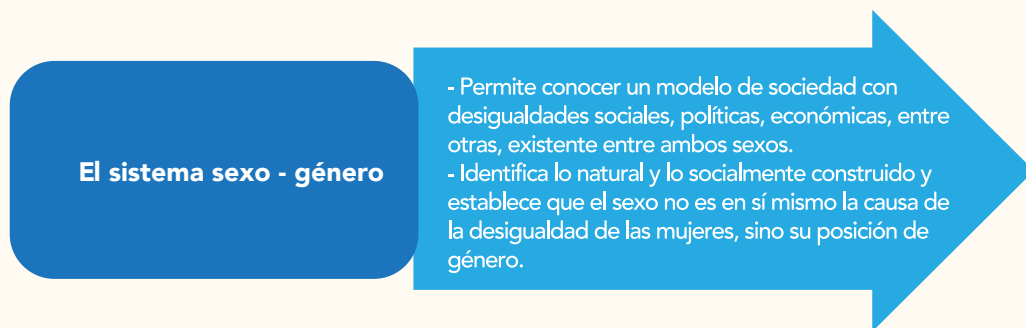 El sistema sexo - género
- Permite conocer un modelo de sociedad con
desigualdades sociales, políticas, económicas, entre
otras, existente entre ambos sexos.
- Identifica lo natural y lo socialmente construido y
establece que el sexo no es en sí mismo la causa de
la desigualdad de las mujeres, sino su posición de
género.